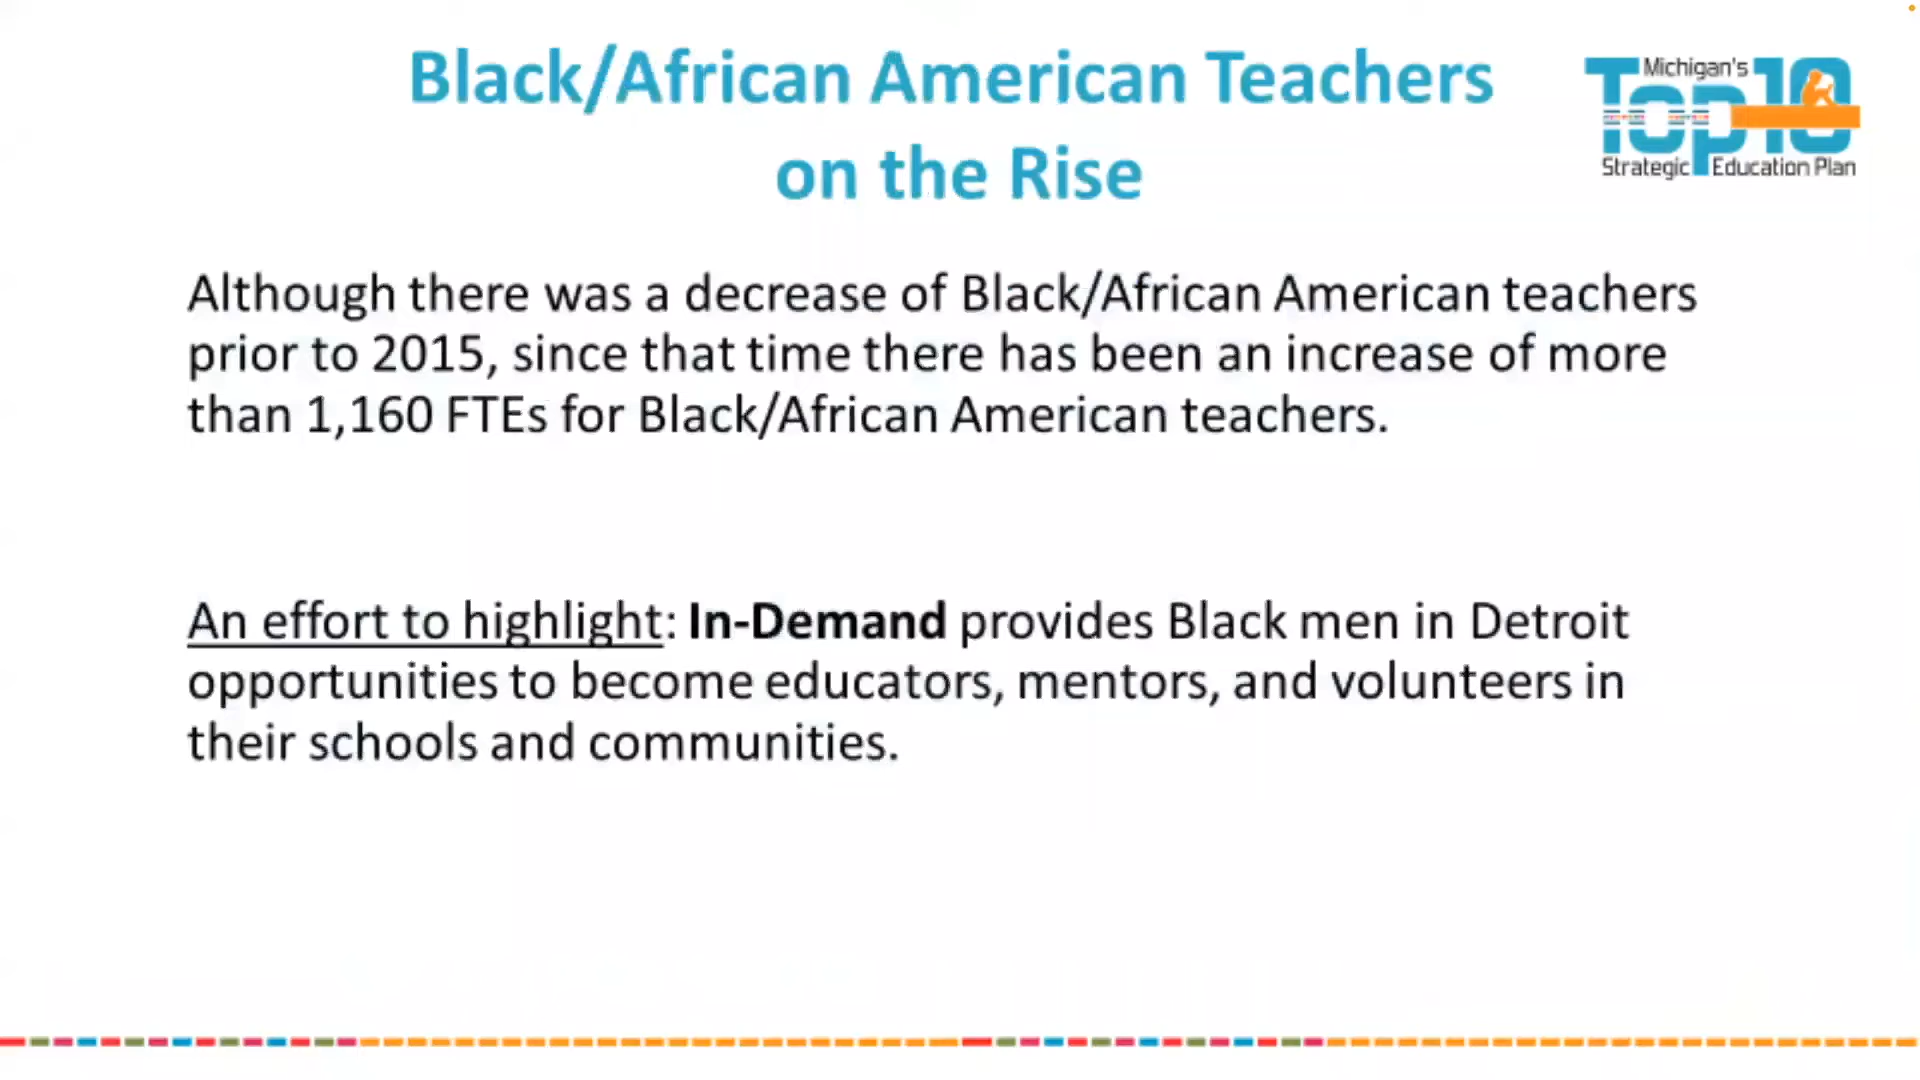 Black/African American Teachers
on the Rise
Michigan's
Top10
Strategic Education Plan
Although there was a decrease of Black/African American teachers
prior to 2015, since that time there has been an increase of more
than 1,160 FTEs for Black/African American teachers.
An effort to highlight: In-Demand provides Black men in Detroit
opportunities to become educators, mentors, and volunteers in
their schools and communities.